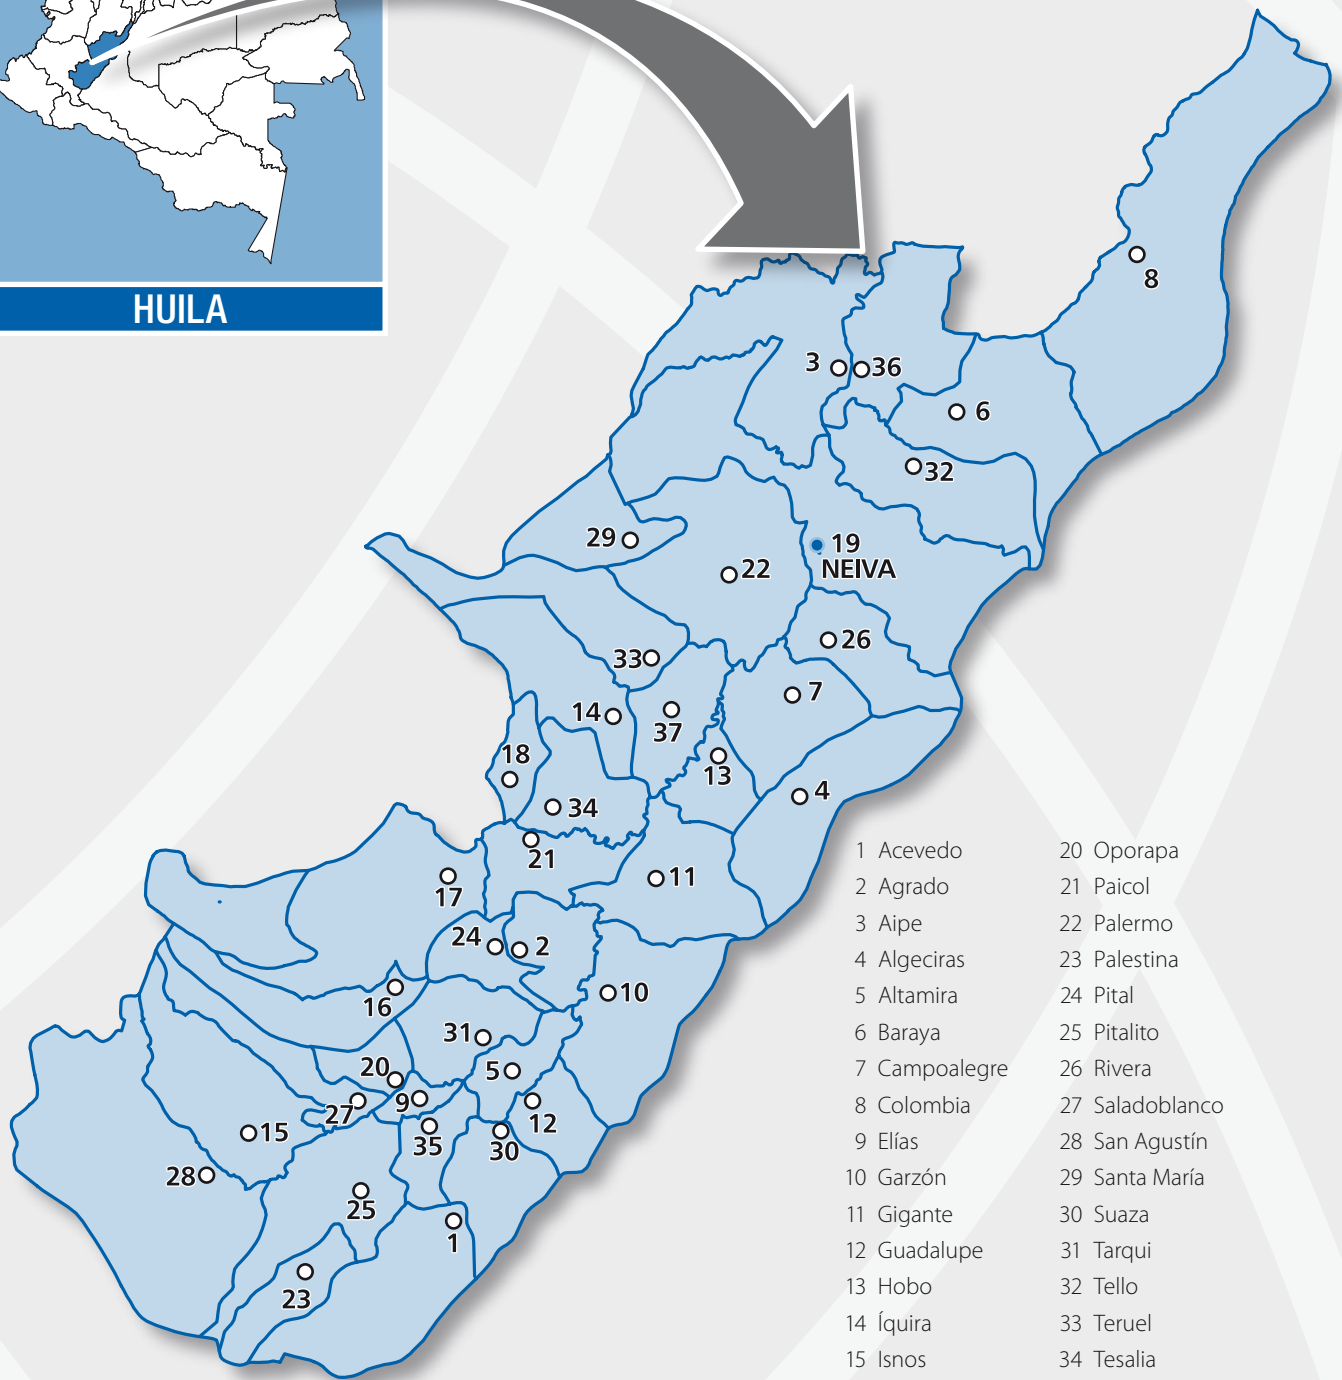 HUILA
8
3
36
6
32
29
22
19
NEIVA
26
33
7
14
37
18
13
4
34
21
17
11
24
2
16
10
31
20
5
27
9
12
15
35
30
28
25
1
23
1 Acevedo
2 Agrado
3 Aipe
4 Algeciras
5 Altamira
6 Baraya
7 Campoalegre
8 Colombia
9 Elías
10 Garzón
11 Gigante
12 Guadalupe
13 Hobo
14 Íquira
15 Isnos
20 Oporapa
21 Paicol
22 Palermo
23 Palestina
24 Pital
25 Pitalito
26 Rivera
27 Saladoblanco
28 San Agustín
29 Santa María
30 Suaza
31 Tarqui
32 Tello
33 Teruel
34 Tesalia